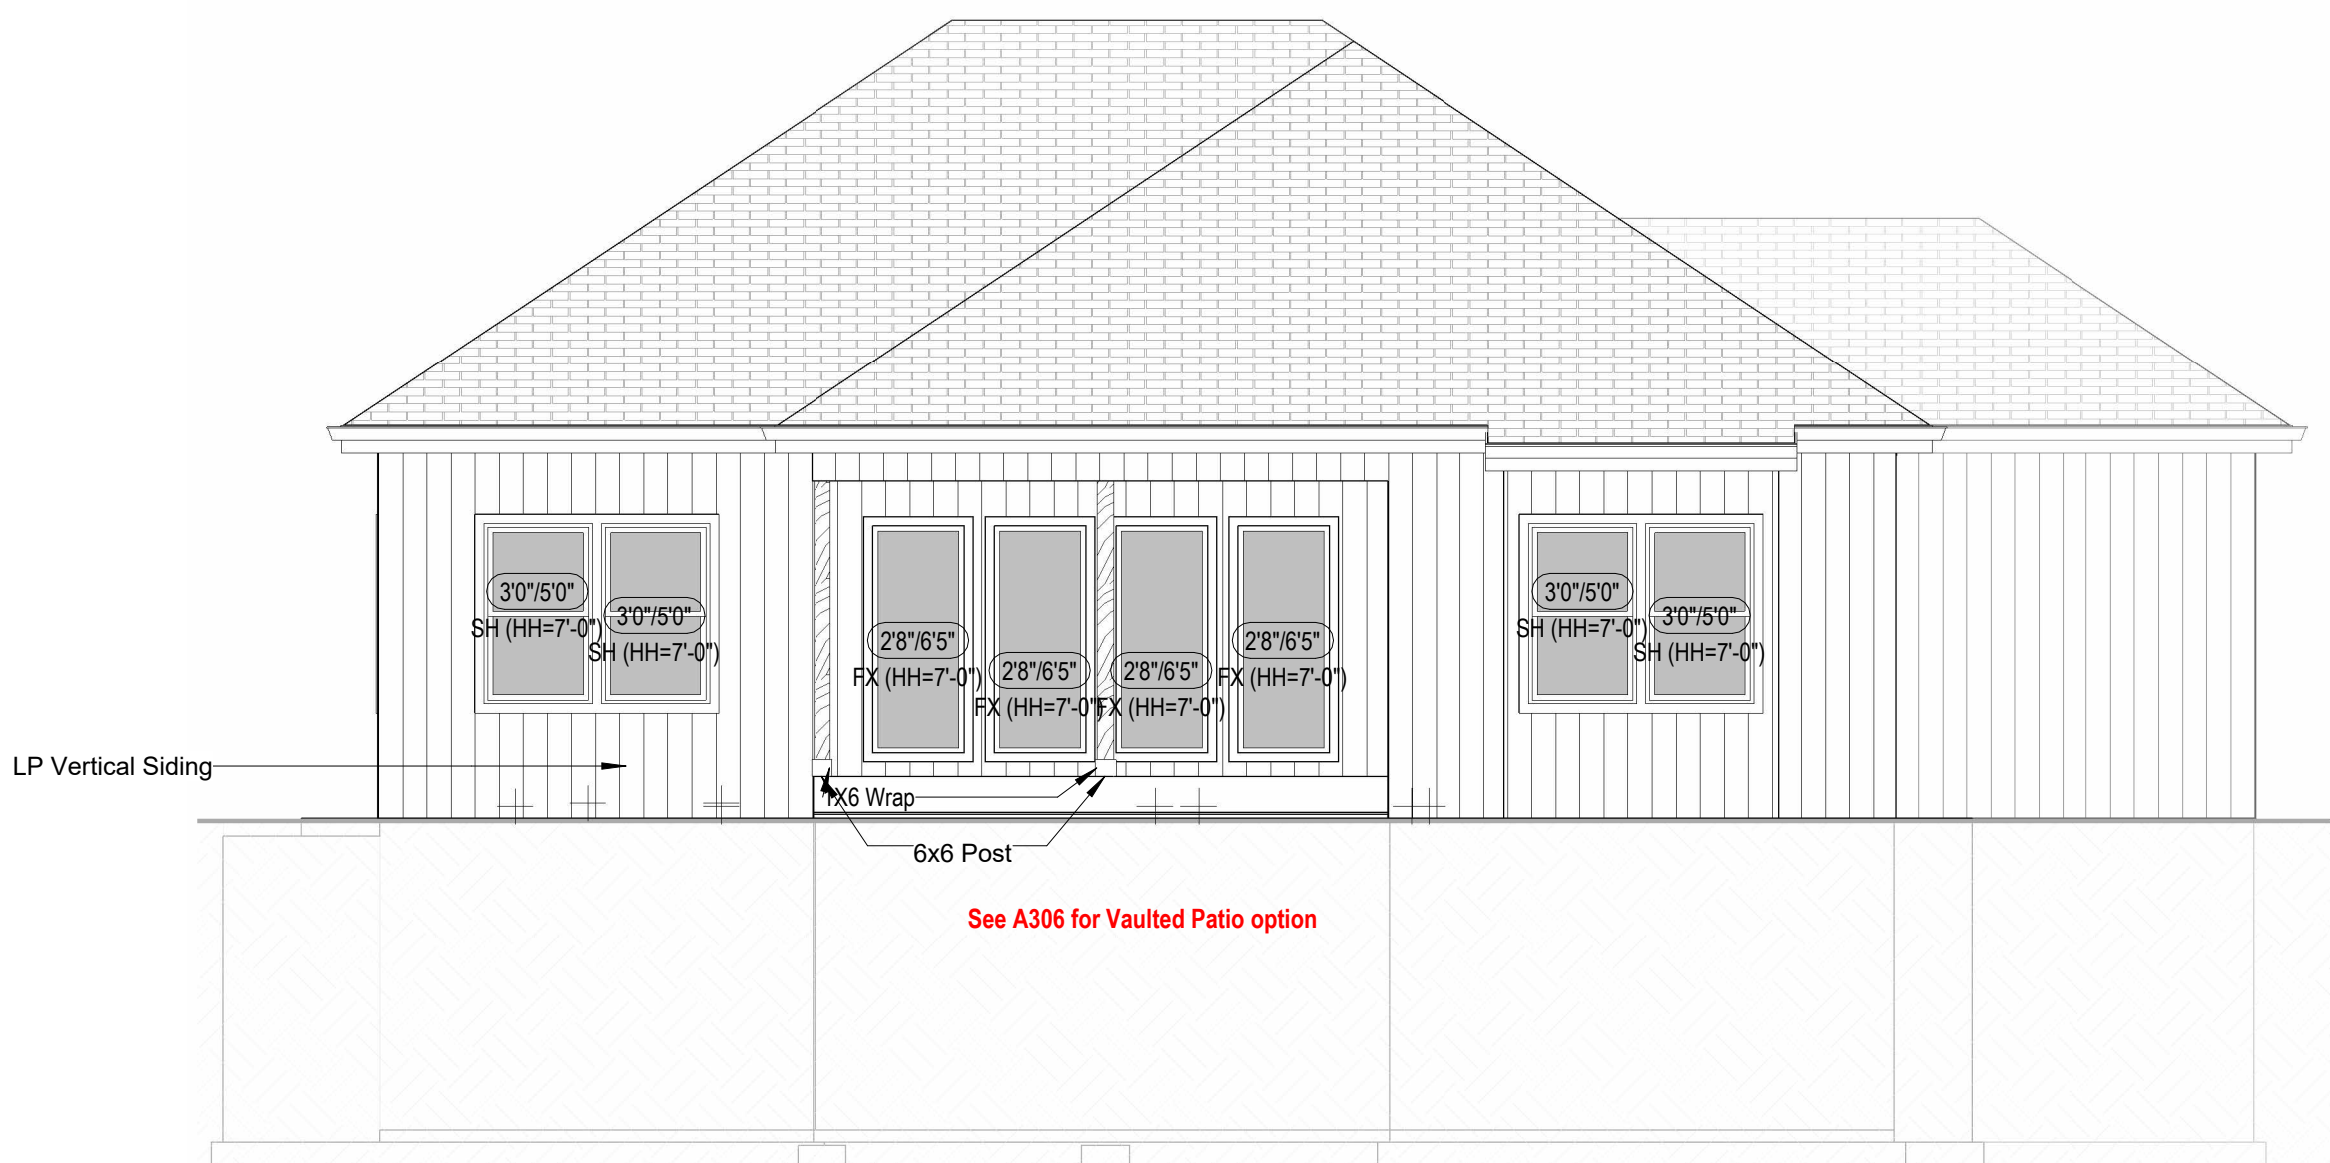 3'0"/5'0"
SH (HH=7'-0")
3'0"/5'0"
SH (HH=7'-0")
2'8"/6'5"
FX (HH=7'-0")
2'8"/6'5"
FX (HH=7'-0")
2'8"/6'5"
FX (HH=7'-0")
2'8"/6'5"
FX (HH=7'-0")
3'0"/5'0"
SH (HH=7'-0")
3'0"/5'0"
SH (HH=7'-0")
LP Vertical Siding
1X6 Wrap
6x6 Post
See A306 for Vaulted Patio option